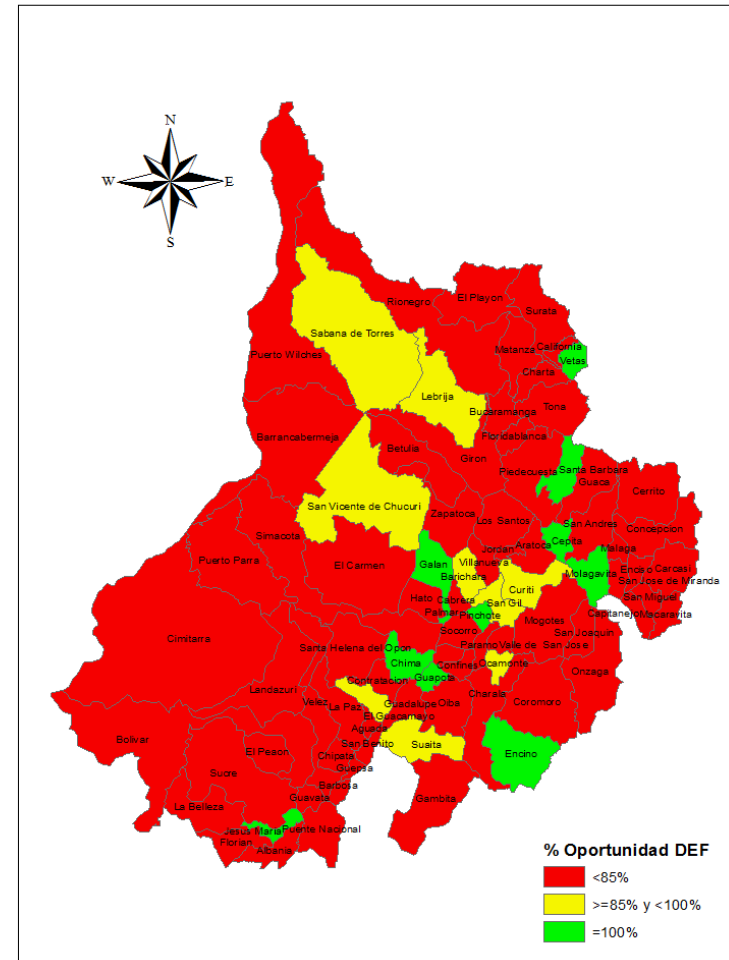 N
W E
S
El Playon
Rionegro
Surata
Sabana de Torres
Matanza
California
Vetas
Puerto Wilches
Charta
Lebrija
Bucaramanga
Tona
Barrancabermeja
Floridablanca
Betulia
Giron
Piedecuesta
Santa Barbara
Guaca
Cerrito
San Vicente de Chucuri
Zapatoca
Los Santos
San Andres
Concepcion
Simacota
Aratoca
Cepita
Jordan
Malaga
Puerto Parra
El Carmen
Galan
Villanueva
Barichara
Curiti
Molagavita
Enciso
Carcasi
San Jose de Miranda
Hato
Cabrera
San Gil
San Miguel
Palmar
Pinchote
Mogotes
Capitanejo
Macaravita
Cimitarra
Socorro
San Joaquin
Santa Helena del Opon
Paramo
Valle de San Jose
Chima
Confines
Ocamonte
Onzaga
Contratacion
Guapota
Landazuri
Velez
La Paz
Guadalupe
Oiba
Charala
Coromoro
El Guacamayo
Aguada
Bolivar
El Peaon
San Benito
Suaita
Encino
Chipata
Guepsa
Sucre
Barbosa
Guavata
Gambita
La Belleza
Jesus Maria
Puente Nacional
Florian
Albania
% Oportunidad DEF
<85%
>=85% y <100%
=100%